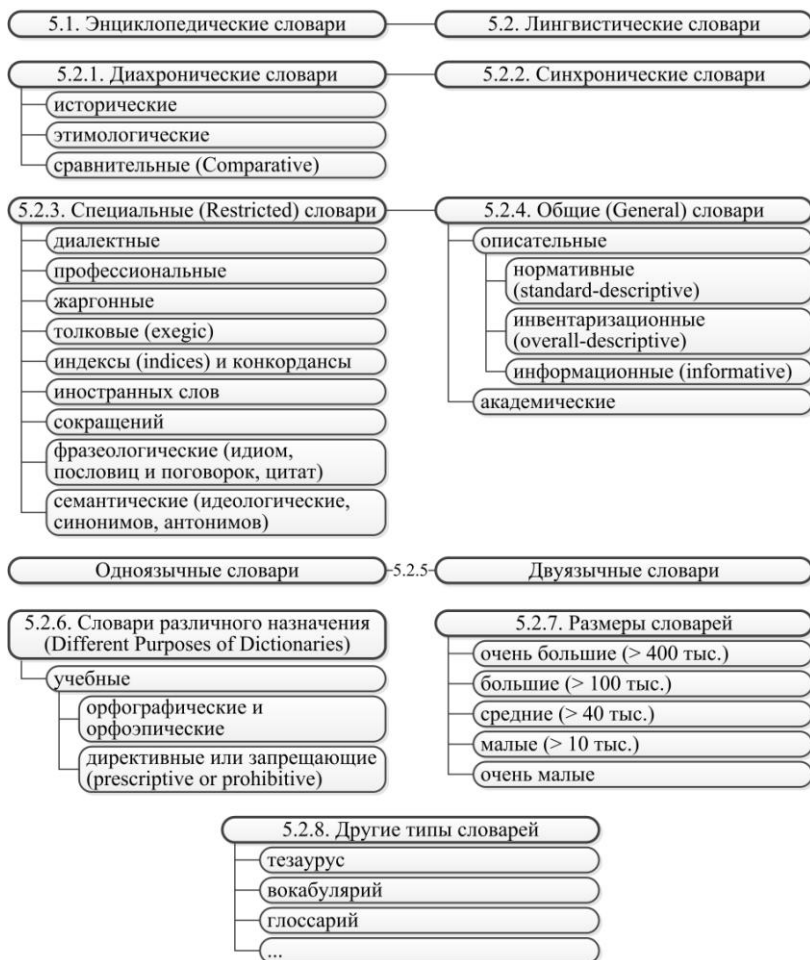 5.1. Энциклопедические словари
5.2. Лингвистические словари
5.2.1. Диахронические словари
исторические
этимологические
сравнительные (Comparative)
5.2.2. Синхронические словари
5.2.3. Специальные (Restricted) словари
диалектные
профессиональные
жаргонные
толковые (exegic)
индексы (indices) и конкордансы
иностранных слов
сокращений
фразеологические (идиом,
пословиц и поговорок, цитат)
семантические (идеологические,
синонимов, антонимов)
5.2.4. Общие (General) словари
описательные
нормативные
(standard-descriptive)
инвентаризационные
(overall-descriptive)
информационные (informative)
академические
Одноязычные словари
5.2.5
Двуязычные словари
5.2.6. Словари различного назначения
(Different Purposes of Dictionaries)
учебные
орфографические и
орфоэпические
директивные или запрещающие
(prescriptive or prohibitive)
5.2.7. Размеры словарей
очень большие (> 400 тыс.)
большие (> 100 тыс.)
средние (> 40 тыс.)
малые (> 10 тыс.)
очень малые
5.2.8. Другие типы словарей
тезаурус
вокабулярий
глоссарий
...